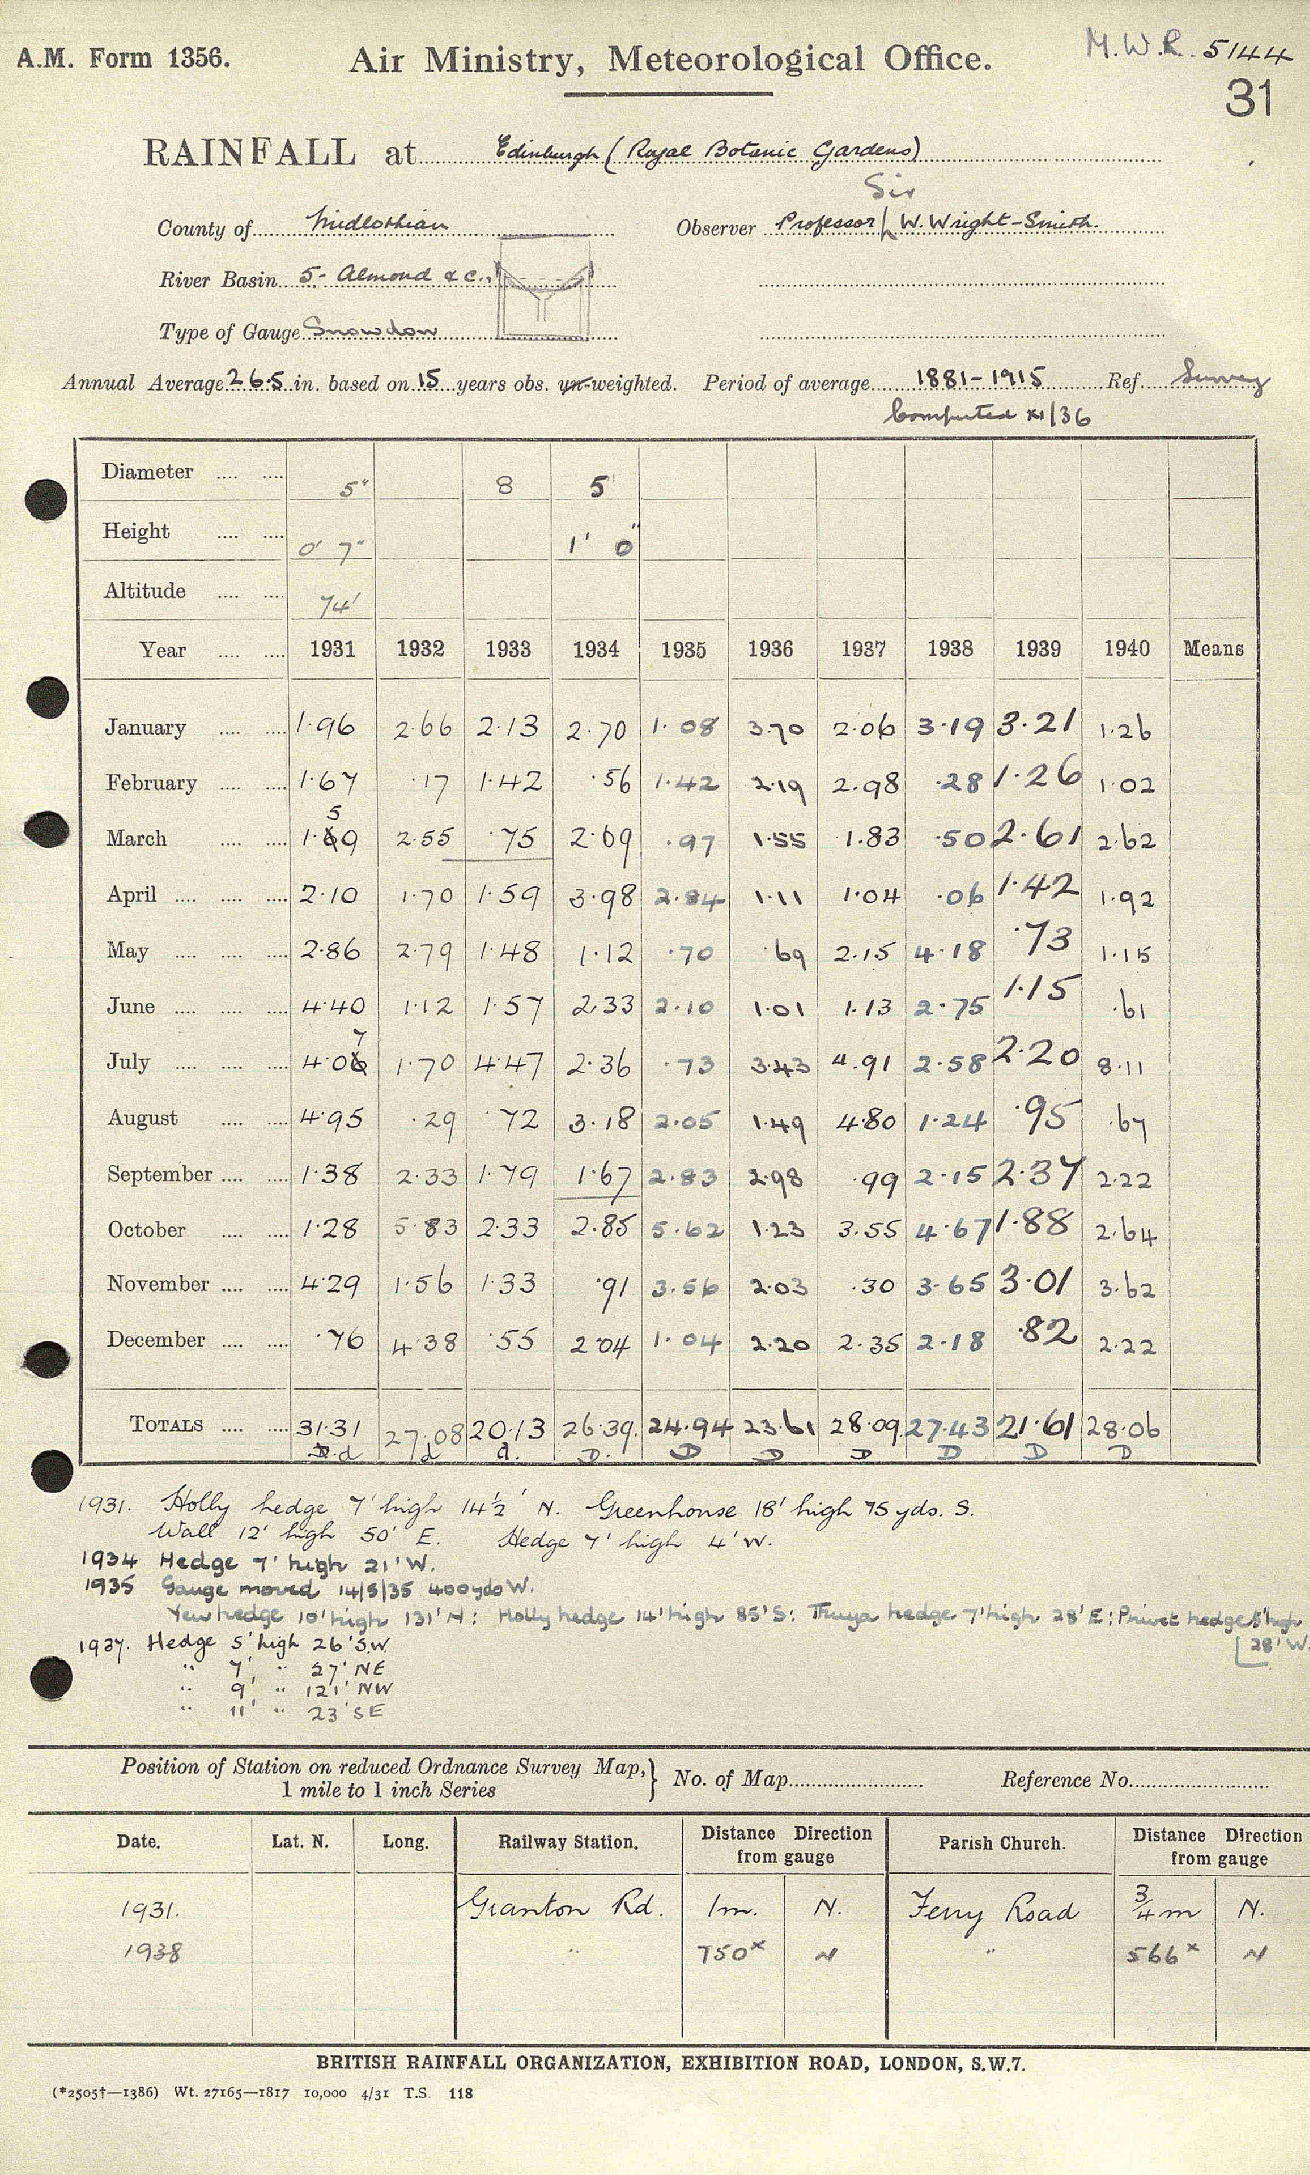 A.M. Form 1356. Air Ministry, Meteorological Office. M.W.R. 5144
31
RAINFALL at Edinburgh (Royal Botanic Gardens)
Sir
County of Midlothian Observer Professor W. Wright-Smith.
River Basin 5. Almond &c.
Type of Gauge Snowdon
Annual Average 26.5 in. based on 15 years obs. un-weighted. Period of average 1881-1915 Ref. Survey
Computed XI/36
Diameter 5" 8 5
Height 0' 7" 1' 0"
Altitude 74'
Year 1931 1932 1933 1934 1935 1936 1937 1938 1939 1940 Means
January 1.96 2.66 2.13 2.70 1.08 3.70 2.06 3.19 3.21 1.26
February 1.67 .17 1.42 .56 1.42 2.19 2.98 .28 1.26 1.02
5
March 1.69 2.55 .75 2.09 .97 1.55 1.83 .50 2.61 2.62
April 2.10 1.70 1.59 3.98 2.84 1.11 1.04 .06 1.42 1.92
May 2.86 2.79 1.48 1.12 .70 .69 2.15 4.18 .73 1.15
June 4.40 1.12 1.57 2.33 2.10 1.01 1.13 2.75 1.15 .61
7
July 4.06 1.70 4.47 2.36 .73 3.43 4.91 2.58 2.20 8.11
August 4.95 .29 .72 3.18 2.05 1.49 4.80 1.24 .95 .67
September 1.38 2.33 1.79 1.67 2.83 2.98 .99 2.15 2.37 2.22
October 1.28 5.83 2.33 2.85 5.62 1.23 3.55 4.67 1.88 2.64
November 4.29 1.56 1.33 .91 3.56 2.03 .30 3.65 3.01 3.62
December .76 4.38 .55 2.04 1.04 2.20 2.35 2.18 .82 2.22
TOTALS 31.31 27.08 20.13 26.39 24.94 23.61 28.09 27.43 21.61 28.06
D d d d. D. D D D D D D
1931. Holly hedge 7' high 14½' N. Greenhouse 18' high 75 yds. S.
Wall 12' high 50' E. Hedge 7' high 4' W.
1934 Hedge 7' high 21' W.
1935 Gauge moved 14/5/35 400yds W.
Yew hedge 10' high 131' N: Holly hedge 14' high 85' S: Thuya hedge 7' high 28' E: Privet hedge 5' high
28' W.
1937. Hedge 5' high 26' S.W
" 7' " 27' NE
" 9' " 121' NW
" 11' " 23' SE
Position of Station on reduced Ordnance Survey Map, } No. of Map Reference No.
1 mile to 1 inch Series
Date. Lat. N. Long. Railway Station. Distance Direction from gauge Parish Church. Distance Direction from gauge
1931. Granton Rd. 1m. N. Ferry Road ¾m N.
1938 " 750x N " 566x N
BRITISH RAINFALL ORGANIZATION, EXHIBITION ROAD, LONDON, S.W.7.
(*2505†—1386) Wt. 27165—1817 10,000 4/31 T.S. 118